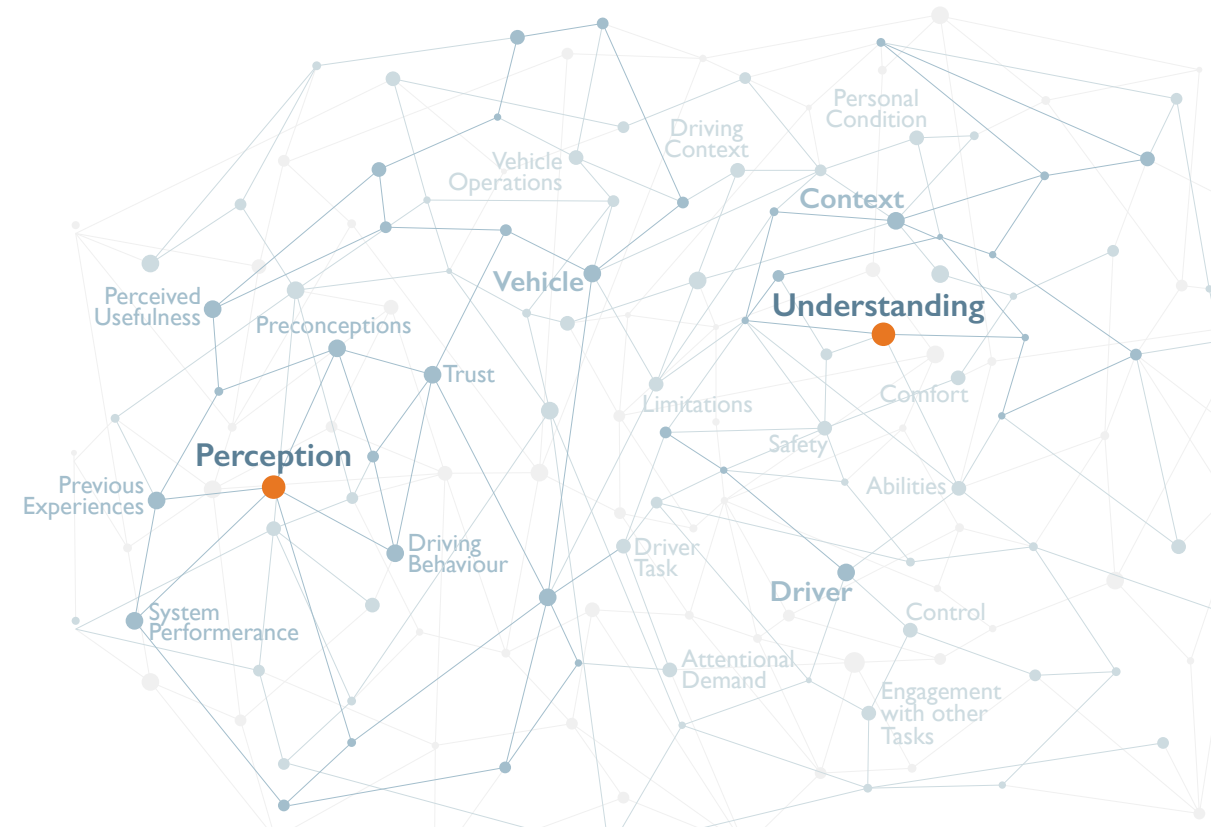 Personal
Condition
Driving
Context
Vehicle
Operations
Context
Vehicle
Perceived
Usefulness
Understanding
Preconceptions
Trust
Comfort
Limitations
Safety
Perception
Previous
Experiences
Abilities
Driving
Behaviour
Driver
Task
Driver
System
Performerance
Control
Attentional
Demand
Engagement
with other
Tasks